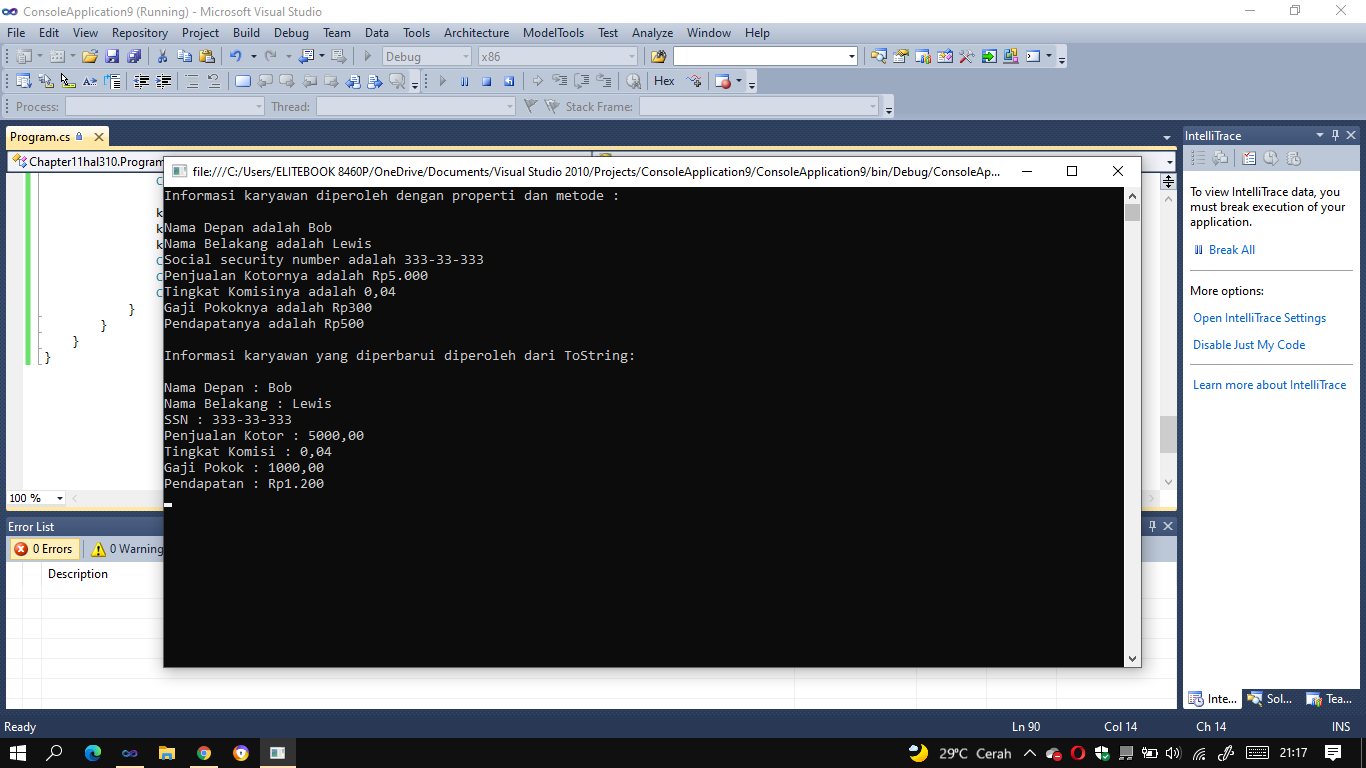 ConsoleApplication9 (Running) - Microsoft Visual Studio
File Edit View Repository Project Build Debug Team Data Tools Architecture ModelTools Test Analyze Window Help
Debug x86
Hex
Process: Thread: Stack Frame:
Program.cs
Chapter11hal310.Program
file:///C:/Users/ELITEBOOK 8460P/OneDrive/Documents/Visual Studio 2010/Projects/ConsoleApplication9/ConsoleApplication9/bin/Debug/ConsoleAp...
Informasi karyawan diperoleh dengan properti dan metode :
Nama Depan adalah Bob
Nama Belakang adalah Lewis
Social security number adalah 333-33-333
Penjualan Kotornya adalah Rp5.000
Tingkat Komisinya adalah 0,04
Gaji Pokoknya adalah Rp300
Pendapatanya adalah Rp500
Informasi karyawan yang diperbarui diperoleh dari ToString:
Nama Depan : Bob
Nama Belakang : Lewis
SSN : 333-33-333
Penjualan Kotor : 5000,00
Tingkat Komisi : 0,04
Gaji Pokok : 1000,00
Pendapatan : Rp1.200
C
k
k
k
C
C
C
}
}
}
}
100 %
Error List
0 Errors 0 Warning
Description
IntelliTrace
To view IntelliTrace data, you
must break execution of your
application.
Break All
More options:
Open IntelliTrace Settings
Disable Just My Code
Learn more about IntelliTrace
Inte... Sol... Tea...
Ready Ln 90 Col 14 Ch 14 INS
29°C Cerah 21:17